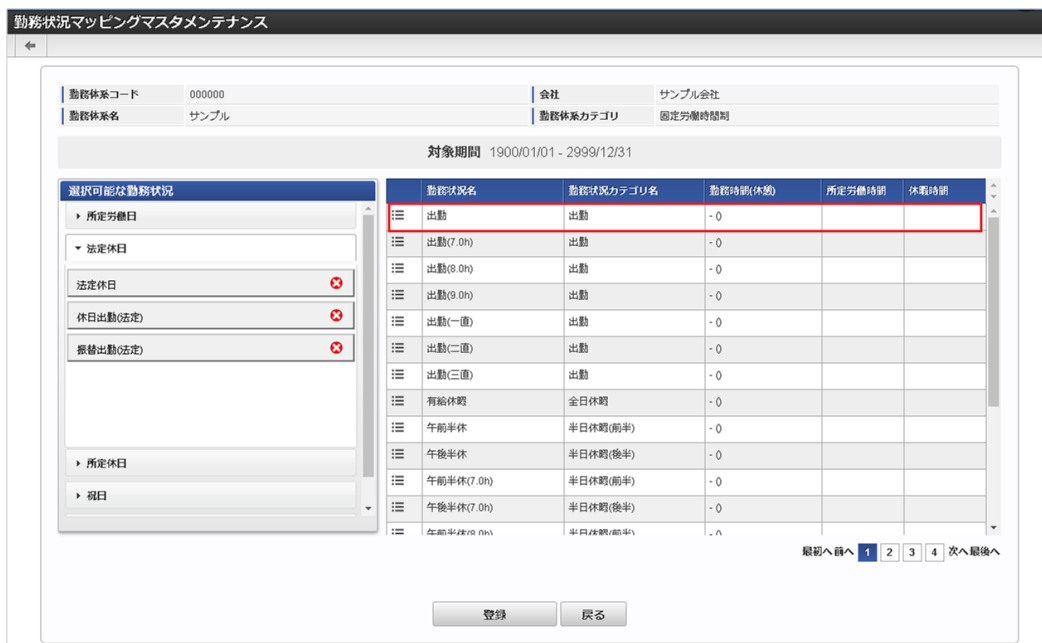 勤務状況マッピングマスタメンテナンス
勤務体系コード 000000 会社 サンプル会社
勤務体系名 サンプル 勤務体系カテゴリ 固定労働時間制
対象期間 1900/01/01 - 2999/12/31
選択可能な勤務状況
所定労働日
法定休日
法定休日
休日出勤(法定)
振替出勤(法定)
所定休日
祝日
勤務状況名 勤務状況カテゴリ名 勤務時間(休憩) 所定労働時間 休暇時間
出勤 出勤 - ()
出勤(7.0h) 出勤 - ()
出勤(8.0h) 出勤 - ()
出勤(9.0h) 出勤 - ()
出勤(一直) 出勤 - ()
出勤(二直) 出勤 - ()
出勤(三直) 出勤 - ()
有給休暇 全日休暇 - ()
午前半休 半日休暇(前半) - ()
午後半休 半日休暇(後半) - ()
午前半休(7.0h) 半日休暇(前半) - ()
午後半休(7.0h) 半日休暇(後半) - ()
午前半休(8.0h) 半日休暇(前半) - ()
最初へ 前へ 1 2 3 4 次へ 最後へ
登録 戻る